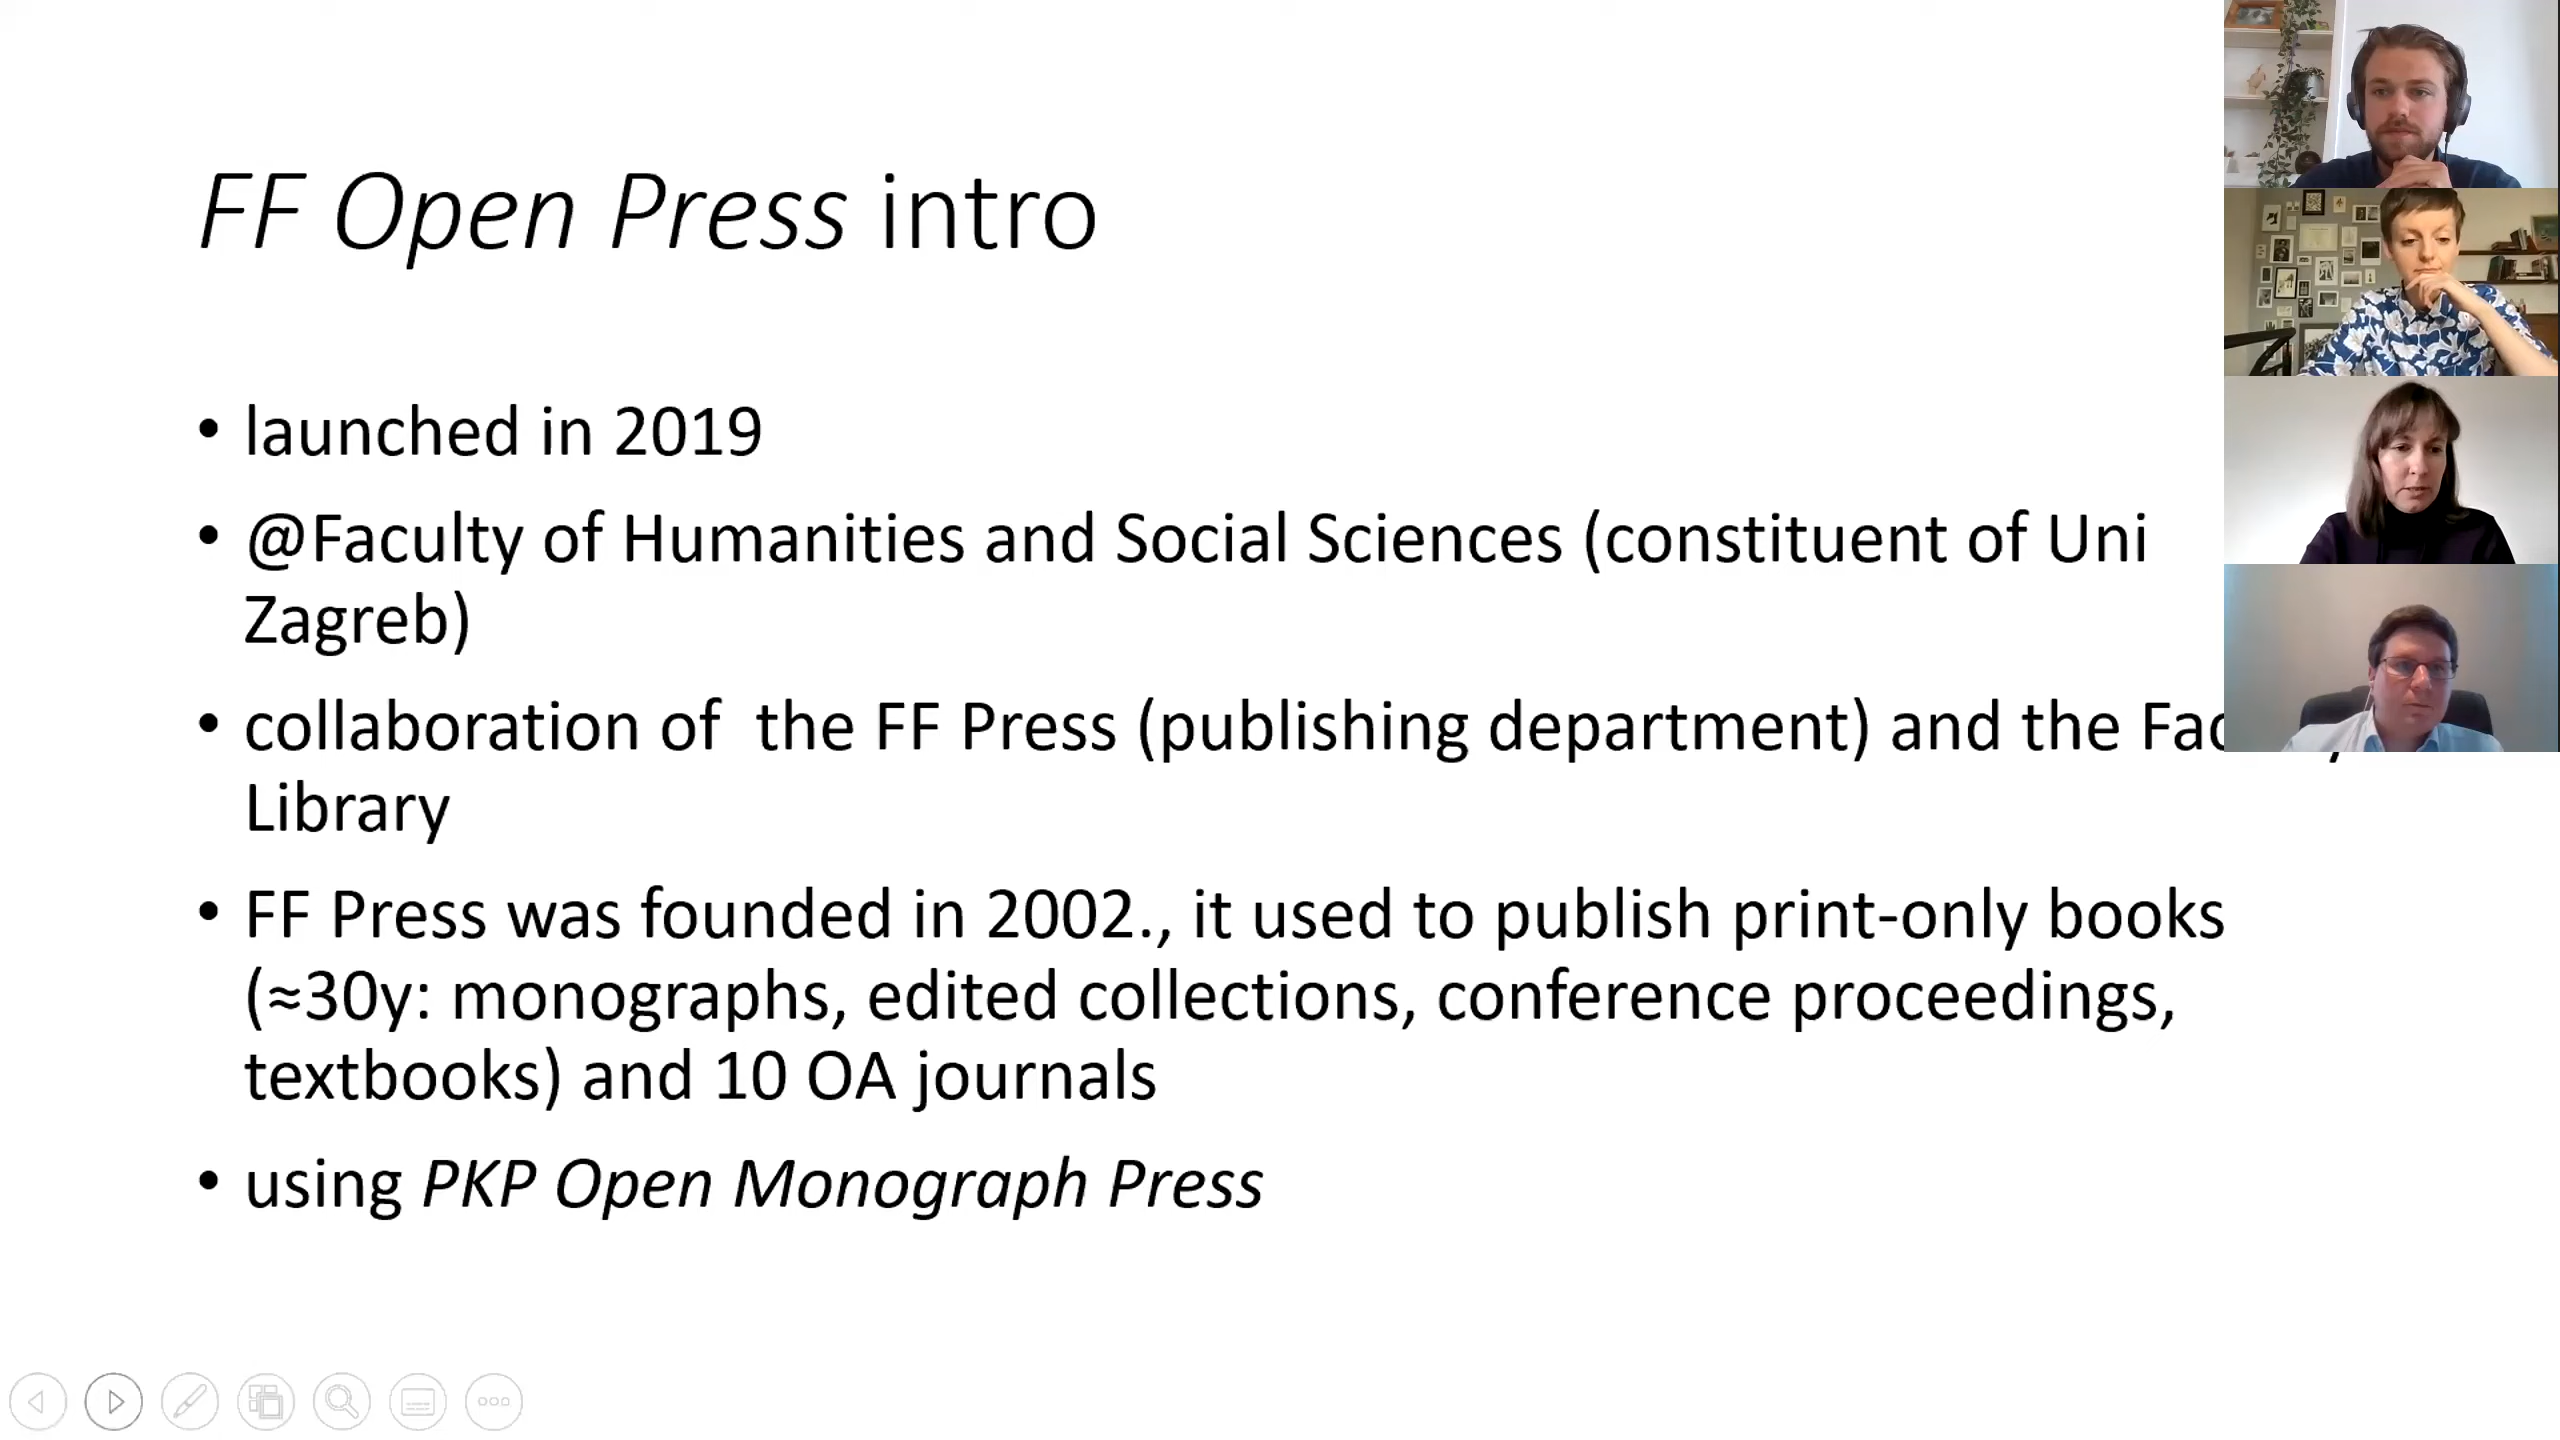 FF Open Press intro
• launched in 2019
• @Faculty of Humanities and Social Sciences (constituent of Uni
Zagreb)
• collaboration of  the FF Press (publishing department) and the
Library
• FF Press was founded in 2002., it used to publish print-only books
(≈30y: monographs, edited collections, conference proceedings,
textbooks) and 10 OA journals
• using PKP Open Monograph Press